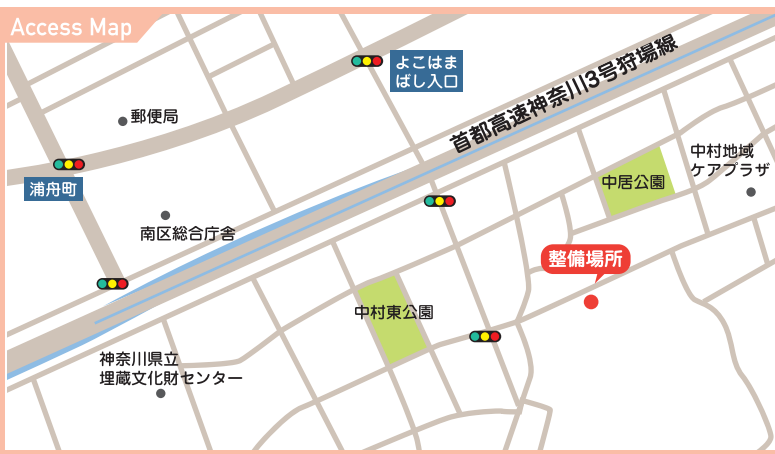 Access Map
よこはま
ばし入口
首都高速神奈川3号狩場線
郵便局
中村地域
ケアプラザ
浦舟町
中居公園
南区総合庁舎
整備場所
中村東公園
神奈川県立
埋蔵文化財センター